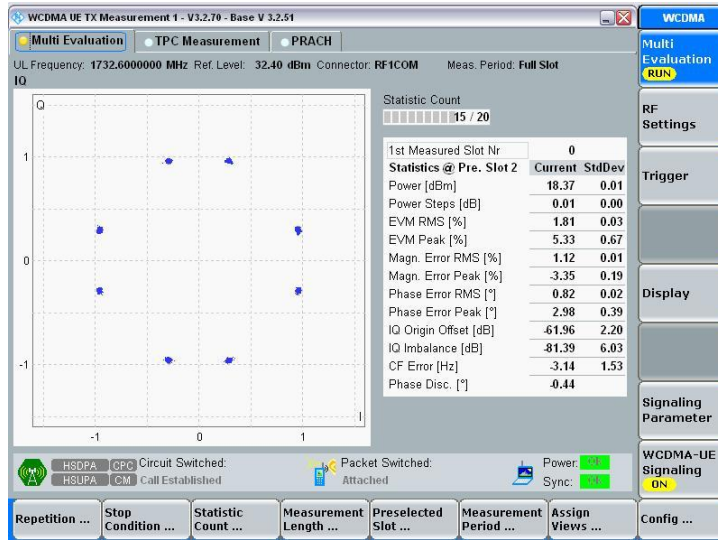 WCDMA UE TX Measurement 1 - V3.2.70 - Base V 3.2.51
WCDMA
Multi Evaluation
TPC Measurement
PRACH
UL Frequency: 1732.6000000 MHz Ref. Level: 32.40 dBm Connector: RF1COM Meas. Period: Full Slot
IQ
Q
1
0
-1
-1 0 1
I
Statistic Count
15 / 20
1st Measured Slot Nr 0
Statistics @ Pre. Slot 2 Current StdDev
Power [dBm] 18.37 0.01
Power Steps [dB] 0.01 0.00
EVM RMS [%] 1.81 0.03
EVM Peak [%] 5.33 0.67
Magn. Error RMS [%] 1.12 0.01
Magn. Error Peak [%] -3.35 0.19
Phase Error RMS [°] 0.82 0.02
Phase Error Peak [°] 2.98 0.39
IQ Origin Offset [dB] -61.96 2.20
IQ Imbalance [dB] -81.39 6.03
CF Error [Hz] -3.14 1.53
Phase Disc. [°] -0.44
HSDPA CPC Circuit Switched:
HSUPA CM Call Established
Packet Switched:
Attached
Power: OK
Sync: OK
Multi
Evaluation
RUN
RF
Settings
Trigger
Display
Signaling
Parameter
WCDMA-UE
Signaling
ON
Repetition ...
Stop
Condition ...
Statistic
Count ...
Measurement
Length ...
Preselected
Slot ...
Measurement
Period ...
Assign
Views ...
Config ...